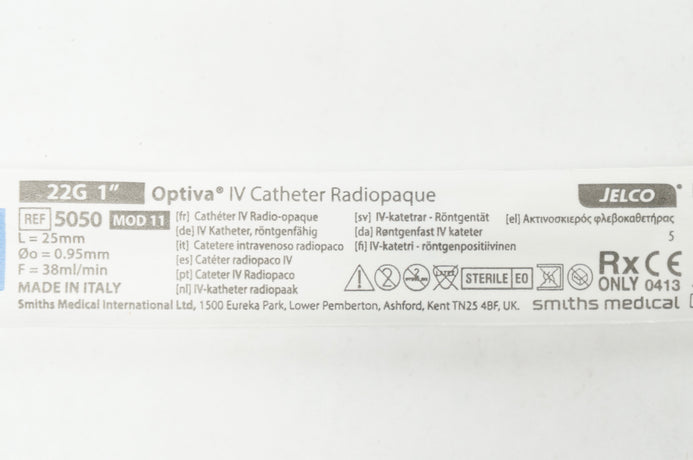 22G 1" Optiva® IV Catheter Radiopaque JELCO®
REF 5050 MOD 11
L = 25mm
Øo = 0.95mm
F = 38ml/min
MADE IN ITALY
[fr] Cathéter IV Radio-opaque
[de] IV Katheter, röntgenfähig
[it] Catetere intravenoso radiopaco
[es] Catéter radiopaco IV
[pt] Cateter IV Radiopaco
[nl] IV-katheter radiopaak
[sv] IV-katetrar - Röntgentät
[da] Røntgenfast IV kateter
[fi] IV-katetri - röntgenpositiivinen
[el] Ακτινοσκιερός φλεβοκαθετήρας
S
2 2 STERILE EO
Rx ONLY
CE 0413
Smiths Medical International Ltd, 1500 Eureka Park, Lower Pemberton, Ashford, Kent TN25 4BF, UK. smiths medical